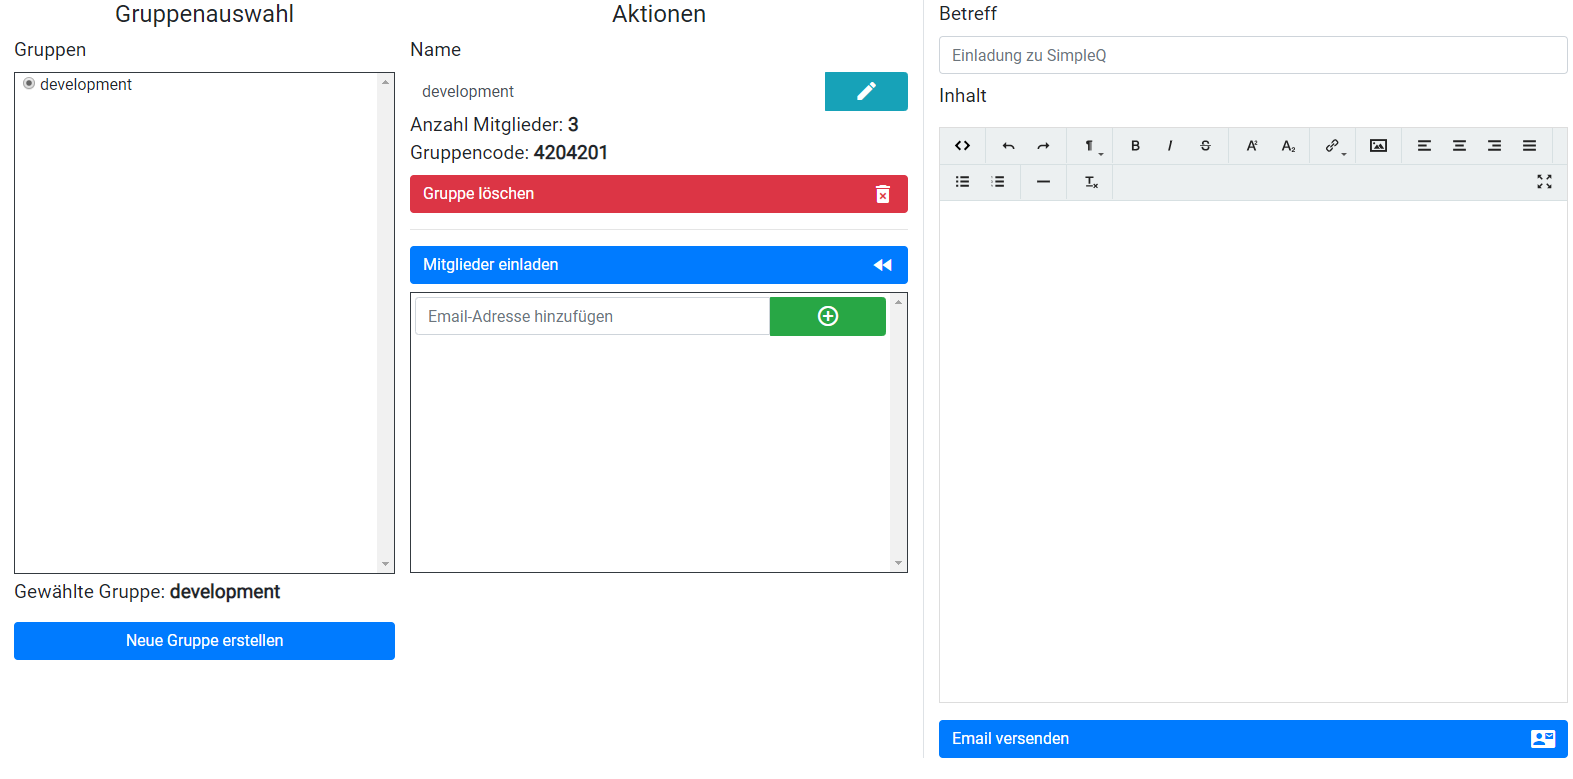 Gruppenauswahl
Gruppen
development
Gewählte Gruppe: development
Neue Gruppe erstellen
Aktionen
Name
development
Anzahl Mitglieder: 3
Gruppencode: 4204201
Gruppe löschen
Mitglieder einladen
Email-Adresse hinzufügen
Betreff
Einladung zu SimpleQ
Inhalt
Email versenden